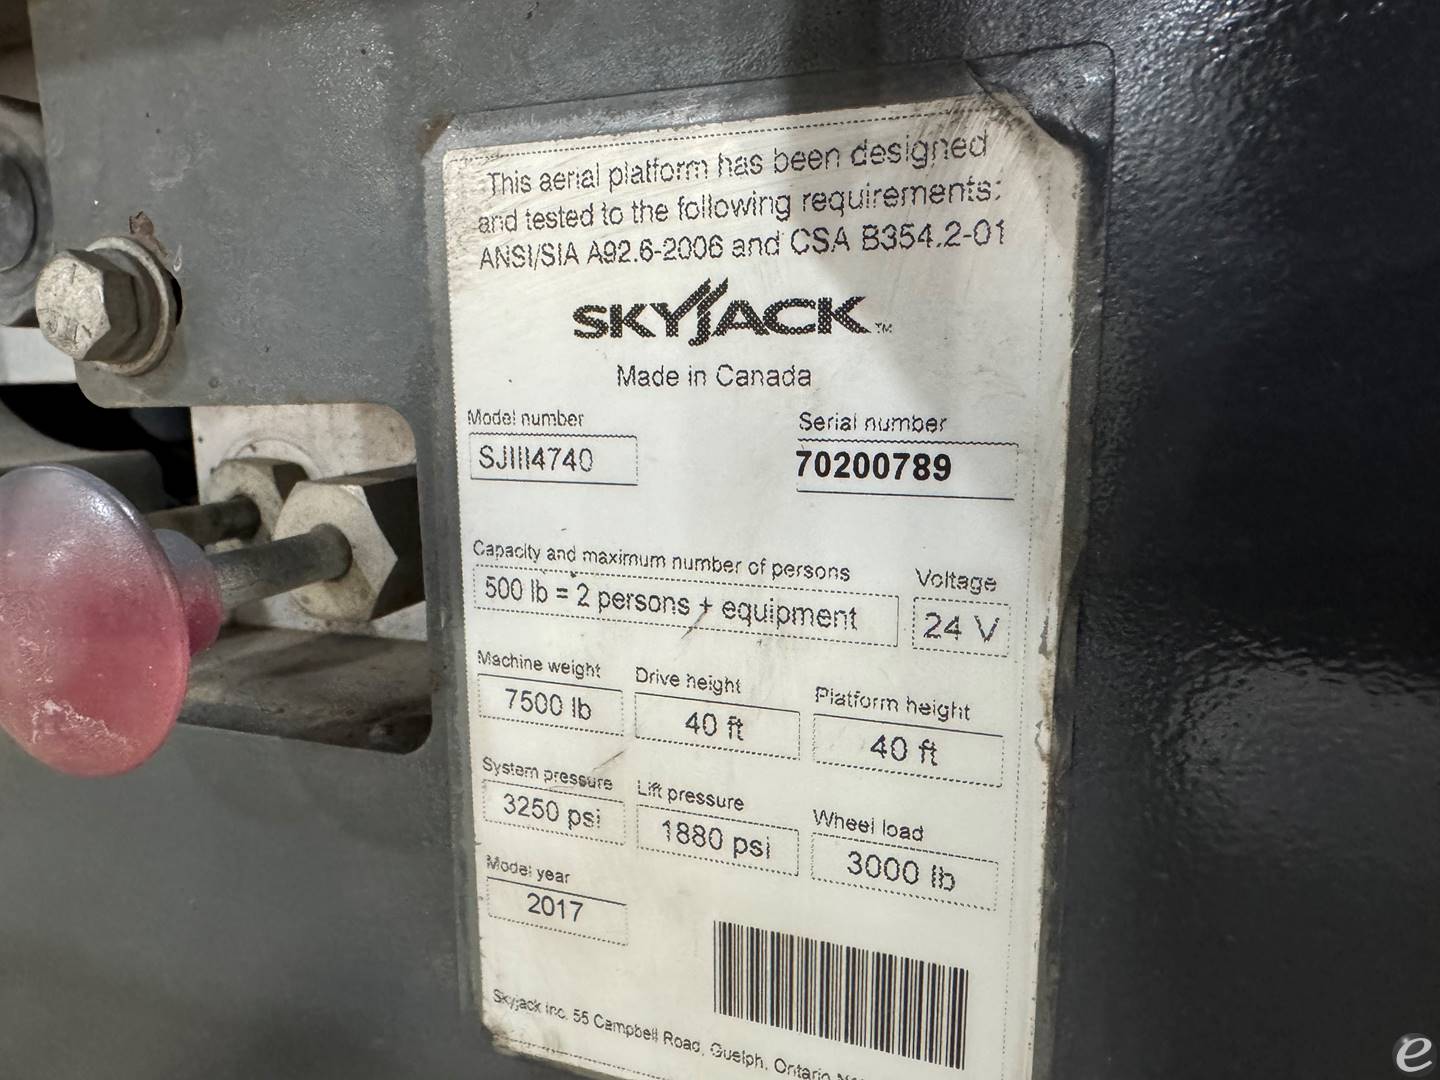 This aerial platform has been designed
and tested to the following requirements:
ANSI/SIA A92.6-2006 and CSA B354.2-01
SKYJACK™
Made in Canada
Model number
SJIII4740
Serial number
70200789
Capacity and maximum number of persons
500 lb = 2 persons + equipment
Voltage
24 V
Machine weight
7500 lb
Drive height
40 ft
Platform height
40 ft
System pressure
3250 psi
Lift pressure
1880 psi
Wheel load
3000 lb
Model year
2017
Skyjack Inc. 55 Campbell Road, Guelph, Ontario
e